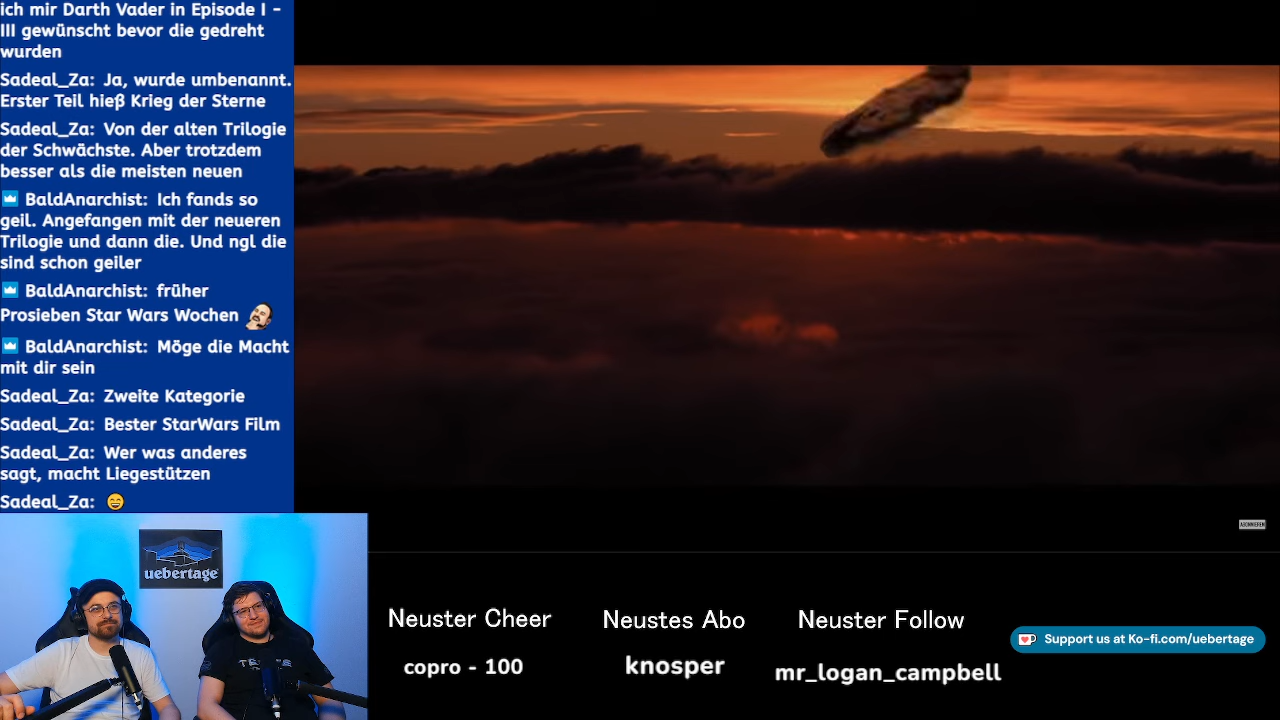 ich mir Darth Vader in Episode I -
III gewünscht bevor die gedreht
wurden
Sadeal_Za: Ja, wurde umbenannt.
Erster Teil hieß Krieg der Sterne
Sadeal_Za: Von der alten Trilogie
der Schwächste. Aber trotzdem
besser als die meisten neuen
BaldAnarchist: Ich fands so
geil. Angefangen mit der neueren
Trilogie und dann die. Und ngl die
sind schon geiler
BaldAnarchist: früher
Prosieben Star Wars Wochen
BaldAnarchist: Möge die Macht
mit dir sein
Sadeal_Za: Zweite Kategorie
Sadeal_Za: Bester StarWars Film
Sadeal_Za: Wer was anderes
sagt, macht Liegestützen
Sadeal_Za:
ABONNIEREN
uebertage
Neuster Cheer
copro - 100
Neustes Abo
knosper
Neuster Follow
mr_logan_campbell
Support us at Ko-fi.com/uebertage